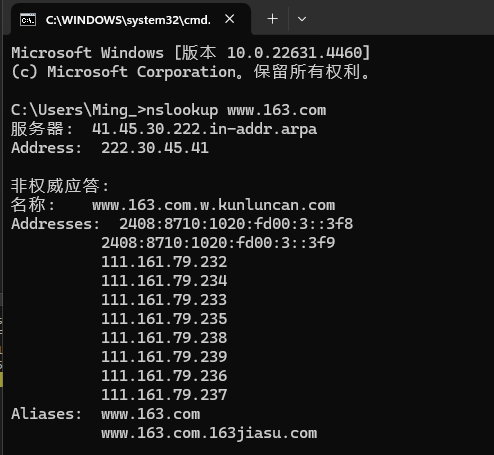 C:\WINDOWS\system32\cmd.
Microsoft Windows [版本 10.0.22631.4460]
(c) Microsoft Corporation。保留所有权利。
C:\Users\Ming_>nslookup www.163.com
服务器:  41.45.30.222.in-addr.arpa
Address:  222.30.45.41
非权威应答:
名称:    www.163.com.w.kunluncan.com
Addresses:  2408:8710:1020:fd00:3::3f8
2408:8710:1020:fd00:3::3f9
111.161.79.232
111.161.79.234
111.161.79.233
111.161.79.235
111.161.79.238
111.161.79.239
111.161.79.236
111.161.79.237
Aliases:  www.163.com
www.163.com.163jiasu.com